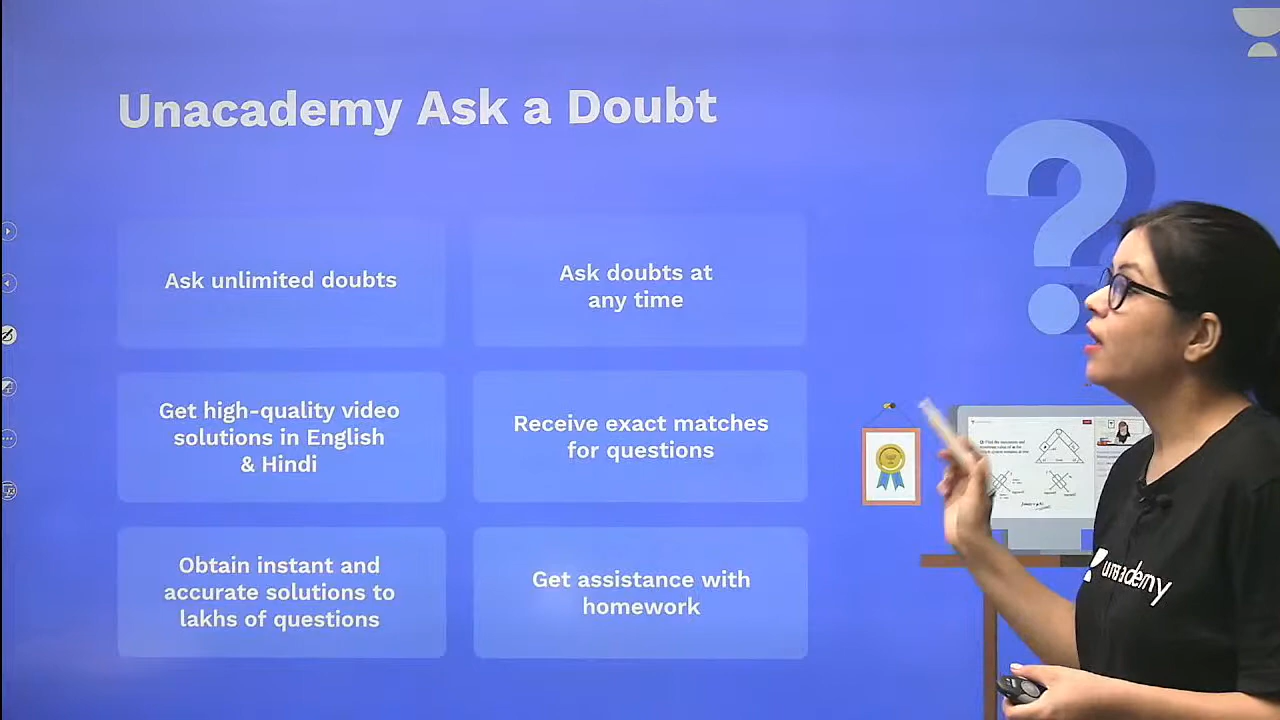 Unacademy Ask a Doubt
Ask unlimited doubts
Ask doubts at
any time
Get high-quality video
solutions in English
& Hindi
Receive exact matches
for questions
Obtain instant and
accurate solutions to
lakhs of questions
Get assistance with
homework
unacademy